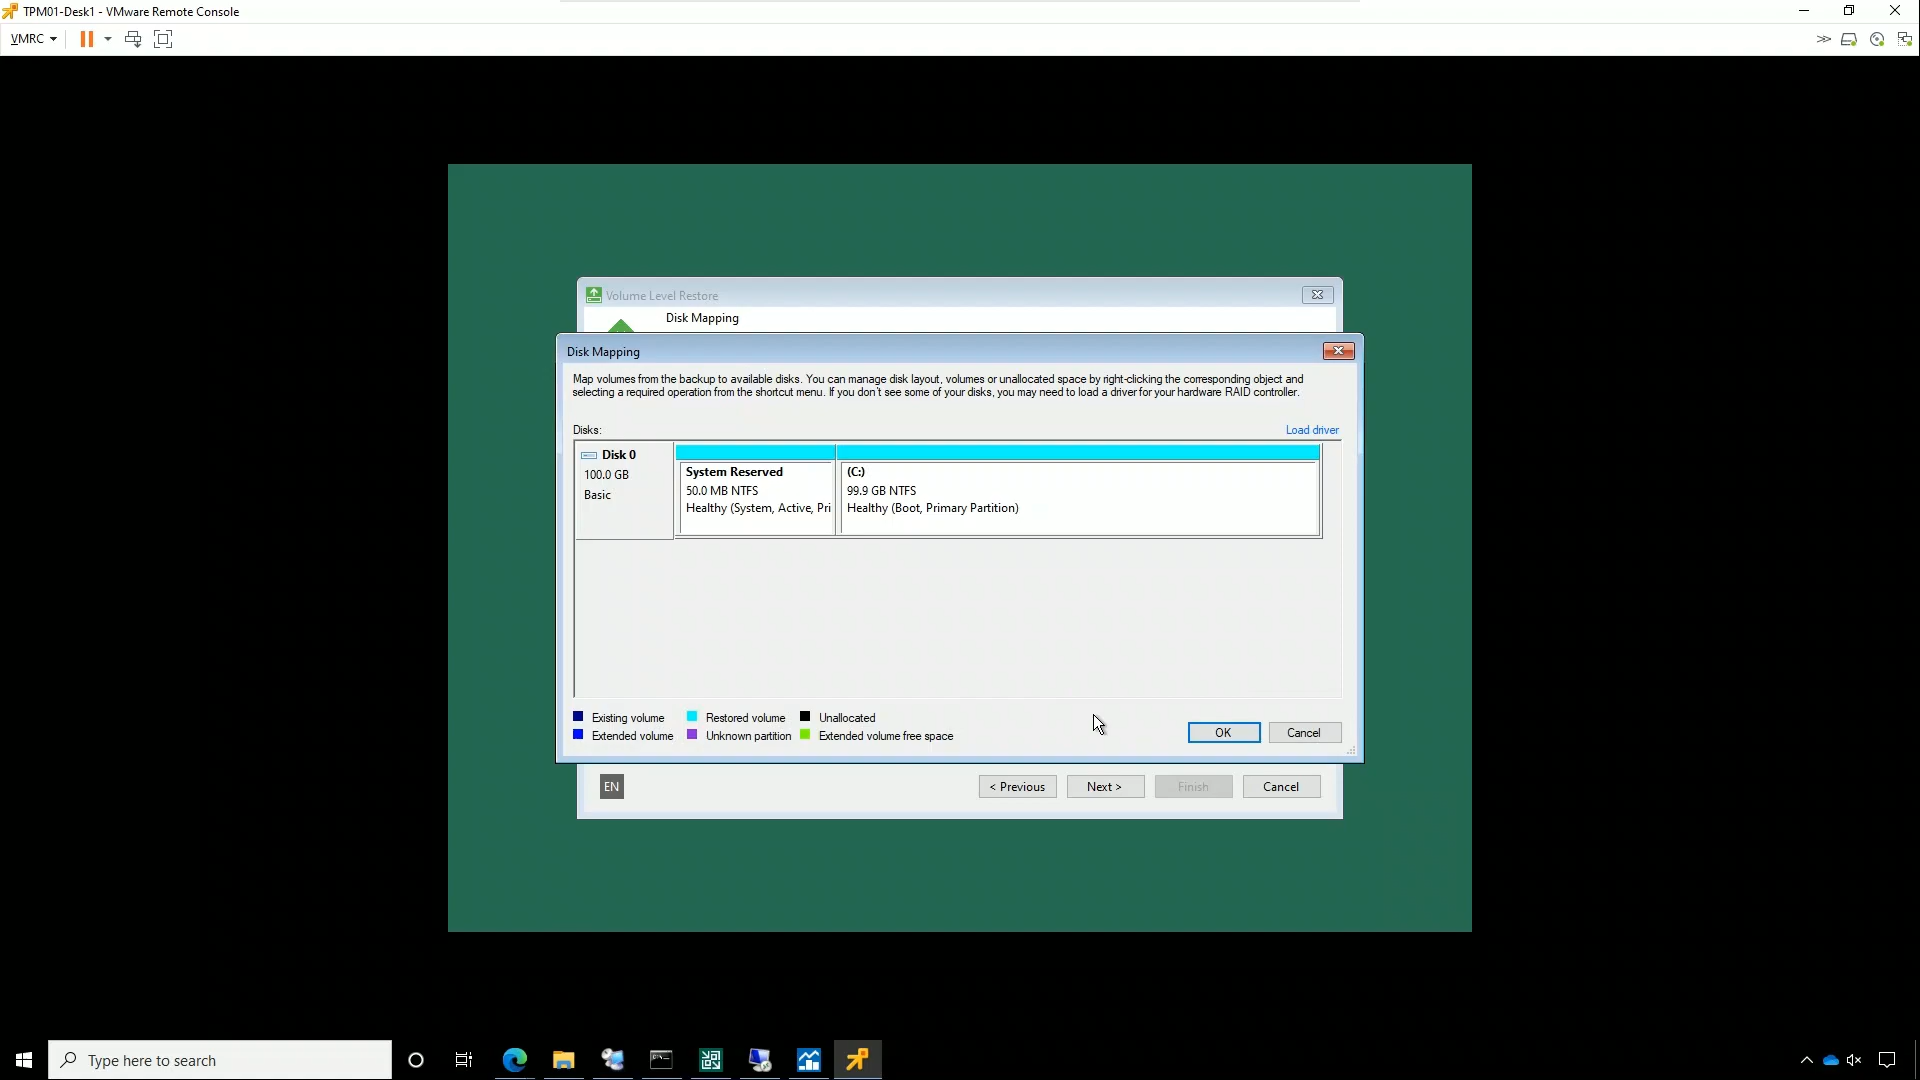 TPM01-Desk1 - VMware Remote Console
VMRC
Volume Level Restore
Disk Mapping
Disk Mapping
Map volumes from the backup to available disks. You can manage disk layout, volumes or unallocated space by right-clicking the corresponding object and
selecting a required operation from the shortcut menu. If you don't see some of your disks, you may need to load a driver for your hardware RAID controller.
Disks:
Load driver
Disk 0
100.0 GB
Basic
System Reserved
50.0 MB NTFS
Healthy (System, Active, Pri
(C:)
99.9 GB NTFS
Healthy (Boot, Primary Partition)
Existing volume
Restored volume
Unallocated
Extended volume
Unknown partition
Extended volume free space
OK
Cancel
EN
< Previous
Next >
Finish
Cancel
Type here to search